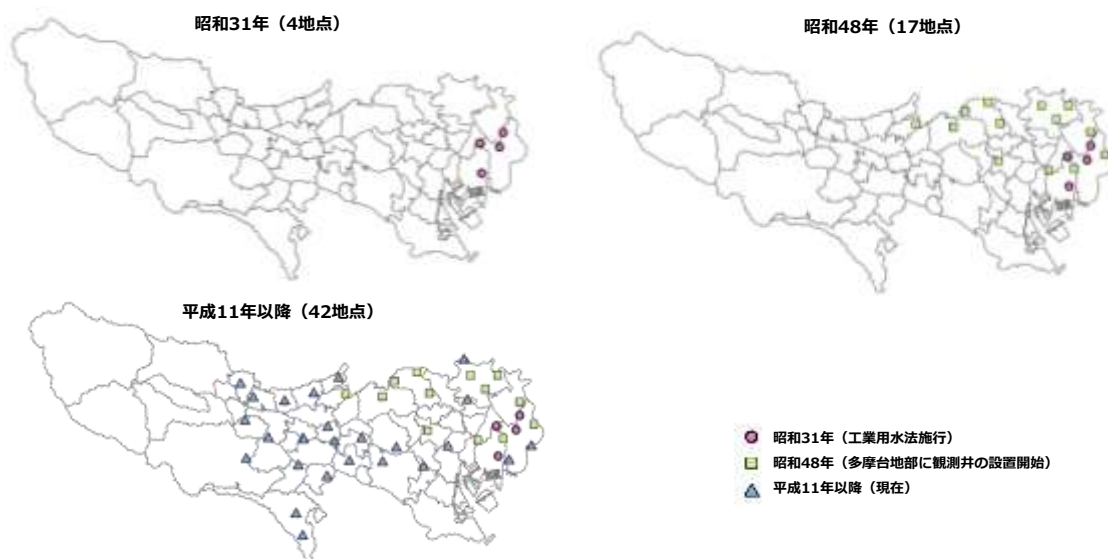 昭和31年（4地点）
昭和48年（17地点）
平成11年以降（42地点）
昭和31年（工業用水法施行）
昭和48年（多摩台地部に観測井の設置開始）
平成11年以降（現在）